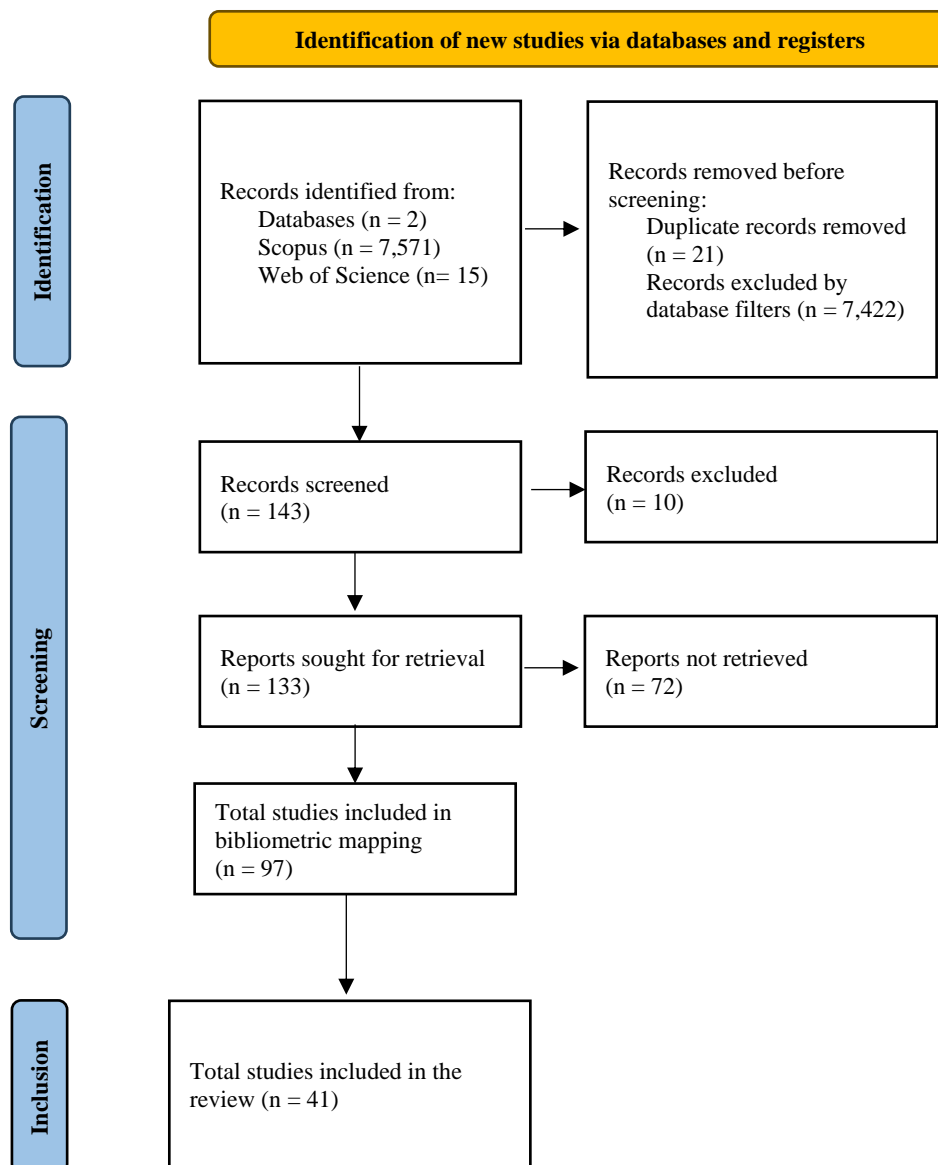 Identification of new studies via databases and registers
Identification
Records identified from:
Databases (n = 2)
Scopus (n = 7,571)
Web of Science (n= 15)
Records removed before
screening:
Duplicate records removed
(n = 21)
Records excluded by
database filters (n = 7,422)
Screening
Records screened
(n = 143)
Records excluded
(n = 10)
Reports sought for retrieval
(n = 133)
Reports not retrieved
(n = 72)
Total studies included in
bibliometric mapping
(n = 97)
Inclusion
Total studies included in the
review (n = 41)